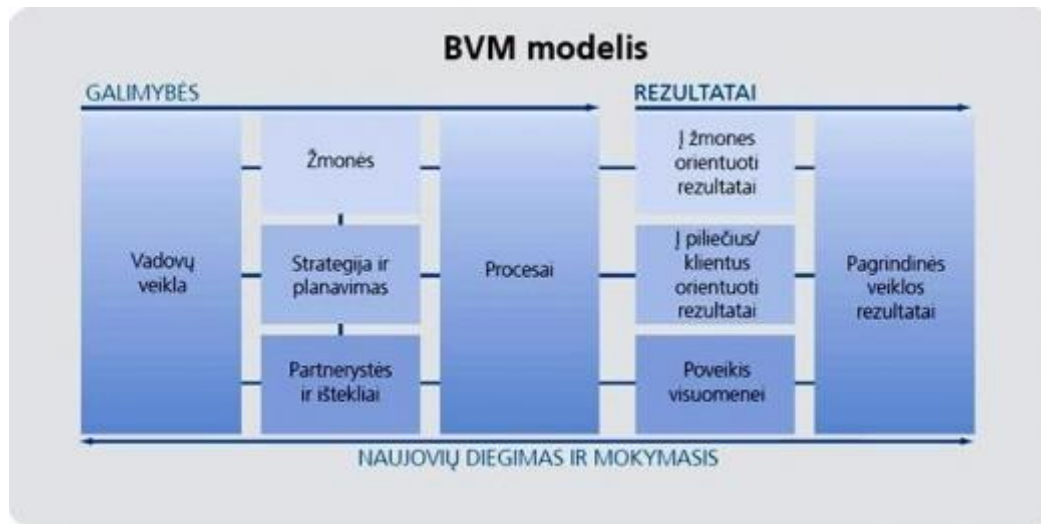 BVM modelis
GALIMYBĖS
REZULTATAI
Vadovų
veikla
Žmonės
Strategija ir
planavimas
Partnerystės
ir ištekliai
Procesai
Į žmones
orientuoti
rezultatai
Į piliečius/
klientus
orientuoti
rezultatai
Poveikis
visuomenei
Pagrindinės
veiklos
rezultatai
NAUJOVIŲ DIEGIMAS IR MOKYMASIS